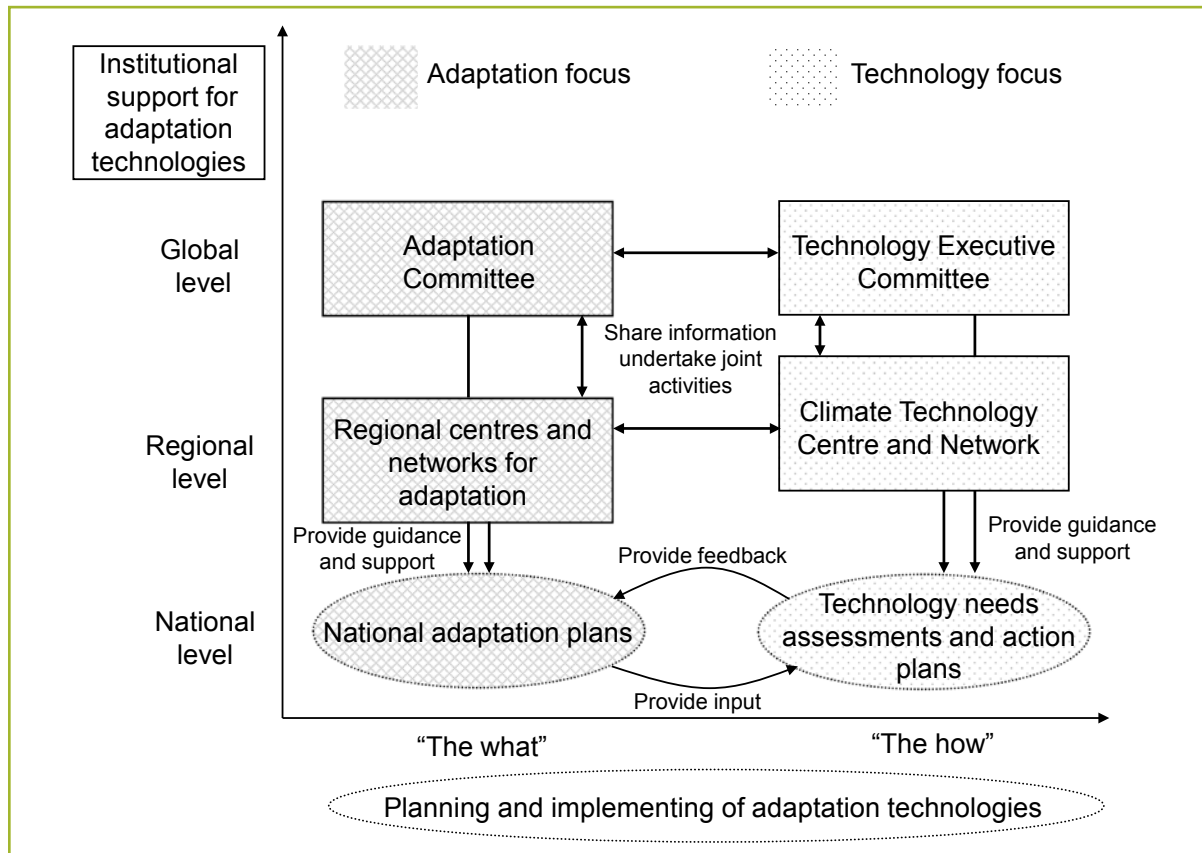 Institutional
support for
adaptation
technologies
Adaptation focus
Technology focus
Global
level
Adaptation
Committee
Technology Executive
Committee
Share information
undertake joint
activities
Regional
level
Regional centres and
networks for
adaptation
Climate Technology
Centre and Network
Provide guidance
and support
Provide feedback
Provide guidance
and support
National
level
National adaptation plans
Technology needs
assessments and action
plans
Provide input
“The what”
“The how”
Planning and implementing of adaptation technologies